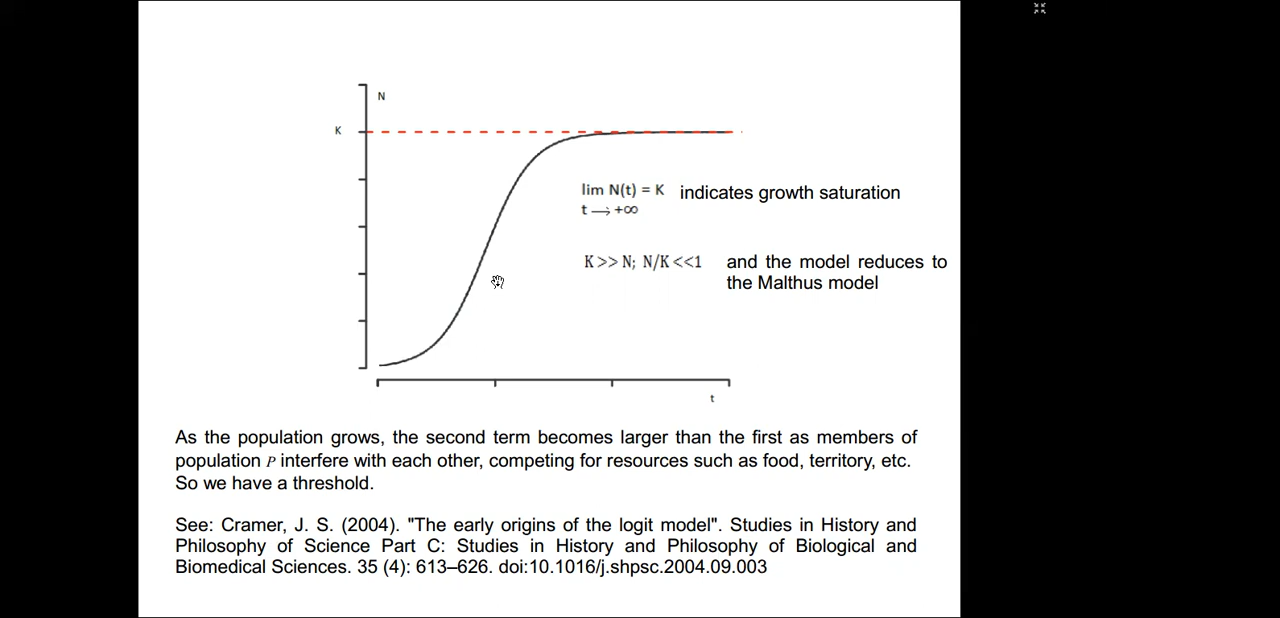 N
K
lim N(t) = K indicates growth saturation
t → +∞
K>> N; N/K <<1 and the model reduces to
the Malthus model
t
As the population grows, the second term becomes larger than the first as members of
population P interfere with each other, competing for resources such as food, territory, etc.
So we have a threshold.
See: Cramer, J. S. (2004). "The early origins of the logit model". Studies in History and
Philosophy of Science Part C: Studies in History and Philosophy of Biological and
Biomedical Sciences. 35 (4): 613–626. doi:10.1016/j.shpsc.2004.09.003